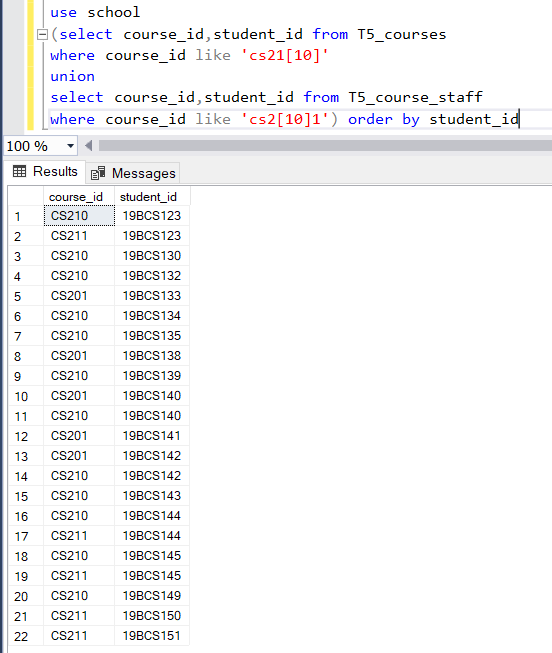 use school
(select course_id,student_id from T5_courses
where course_id like 'cs21[10]'
union
select course_id,student_id from T5_course_staff
where course_id like 'cs2[10]1') order by student_id
100 %
Results Messages
course_id student_id
1 CS210 19BCS123
2 CS211 19BCS123
3 CS210 19BCS130
4 CS210 19BCS132
5 CS201 19BCS133
6 CS210 19BCS134
7 CS210 19BCS135
8 CS201 19BCS138
9 CS210 19BCS139
10 CS201 19BCS140
11 CS210 19BCS140
12 CS201 19BCS141
13 CS201 19BCS142
14 CS210 19BCS142
15 CS210 19BCS143
16 CS210 19BCS144
17 CS211 19BCS144
18 CS210 19BCS145
19 CS211 19BCS145
20 CS210 19BCS149
21 CS211 19BCS150
22 CS211 19BCS151